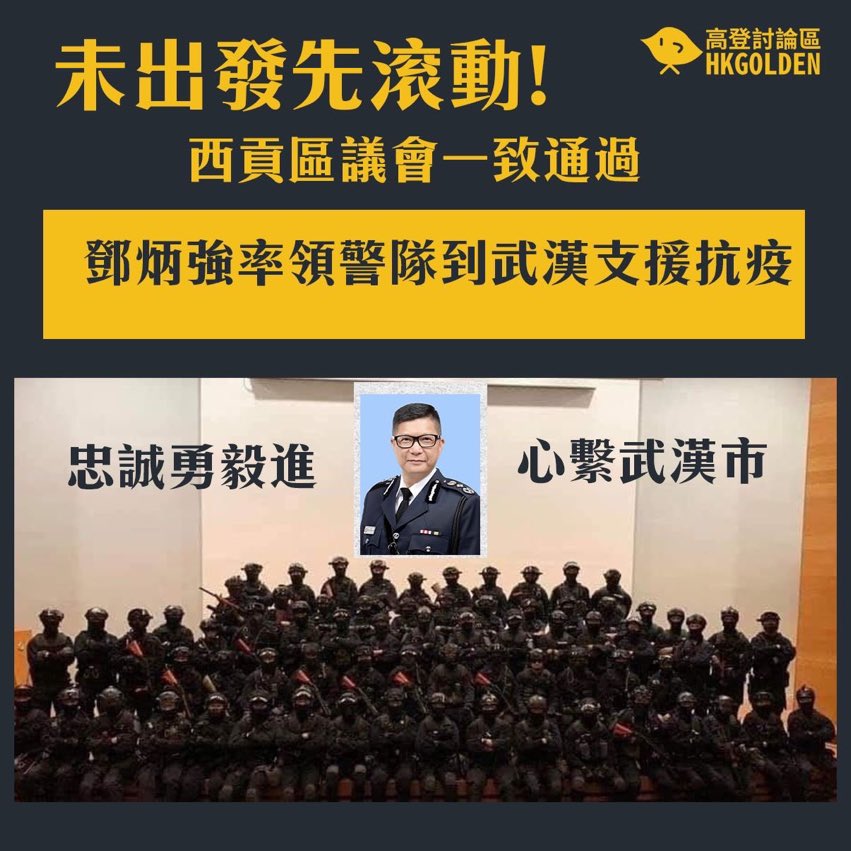 高登討論區
HKGOLDEN
未出發先滾動!
西貢區議會一致通過
鄧炳強率領警隊到武漢支援抗疫
忠誠勇毅進
心繫武漢市